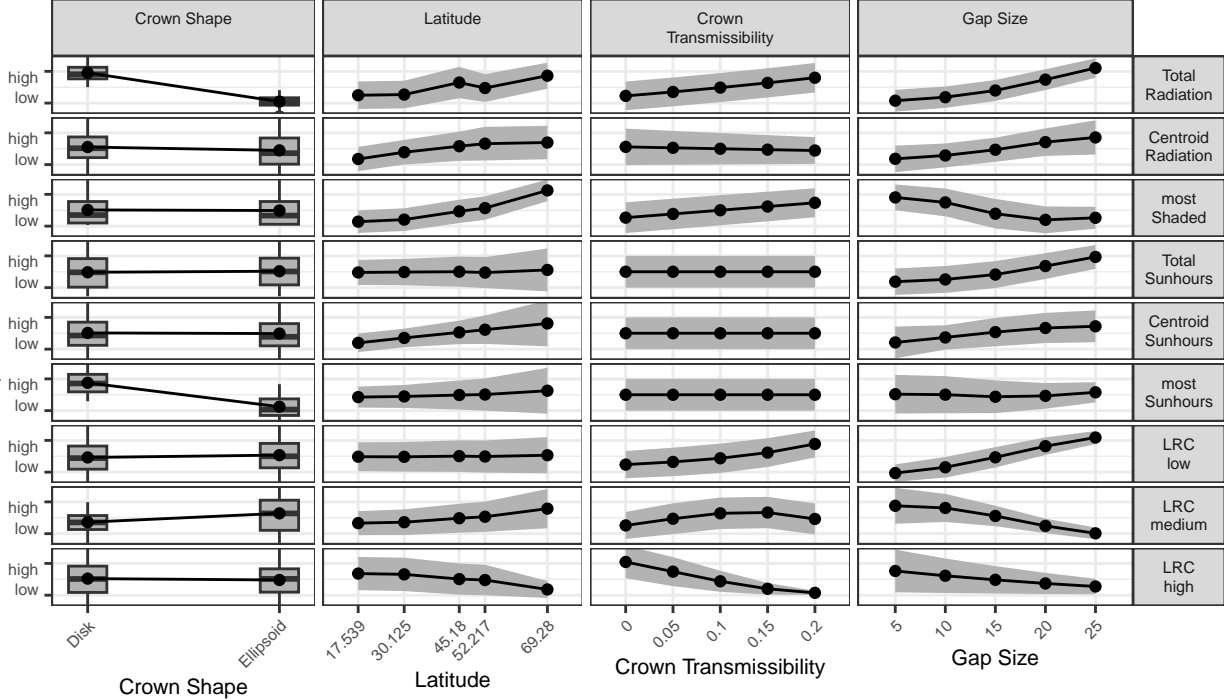 Crown Shape
Latitude
Crown
Transmissibility
Gap Size
high
low
Total
Radiation
high
low
Centroid
Radiation
high
low
most
Shaded
high
low
Total
Sunhours
high
low
Centroid
Sunhours
high
low
most
Sunhours
high
low
LRC
low
high
low
LRC
medium
high
low
LRC
high
Disk
Ellipsoid
17.539
30.125
45.18
52.217
69.28
0
0.05
0.1
0.15
0.2
5
10
15
20
25
Crown Shape
Latitude
Crown Transmissibility
Gap Size